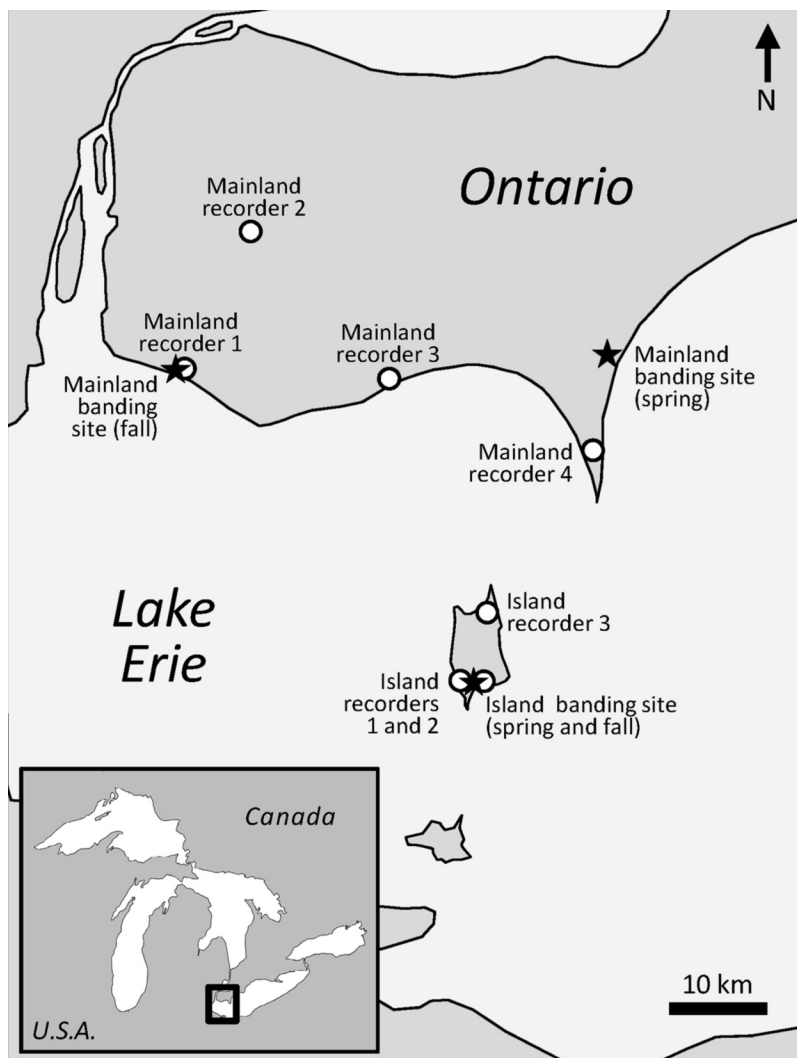 N
Ontario
Mainland
recorder 2
Mainland
recorder 1
Mainland
recorder 3
Mainland
banding
site (fall)
Mainland
banding site
(spring)
Mainland
recorder 4
Lake
Erie
Island
recorder 3
Island
recorders
1 and 2
Island banding site
(spring and fall)
Canada
U.S.A.
10 km